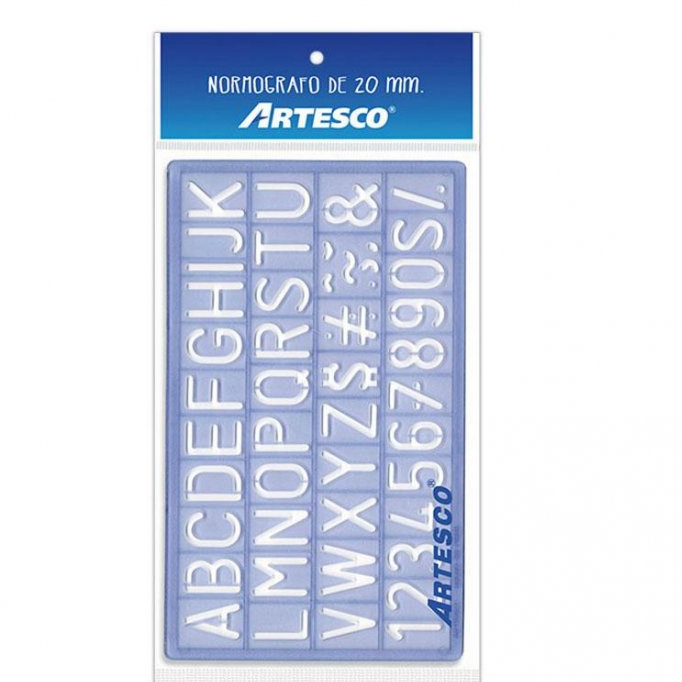 NORMOGRAFO DE 20 mm.
ARTESCO®
ABCDEFGHIJK
LMNOPQRSTU
VWXYZ$#~;&
1234567890S/.
ARTESCO®